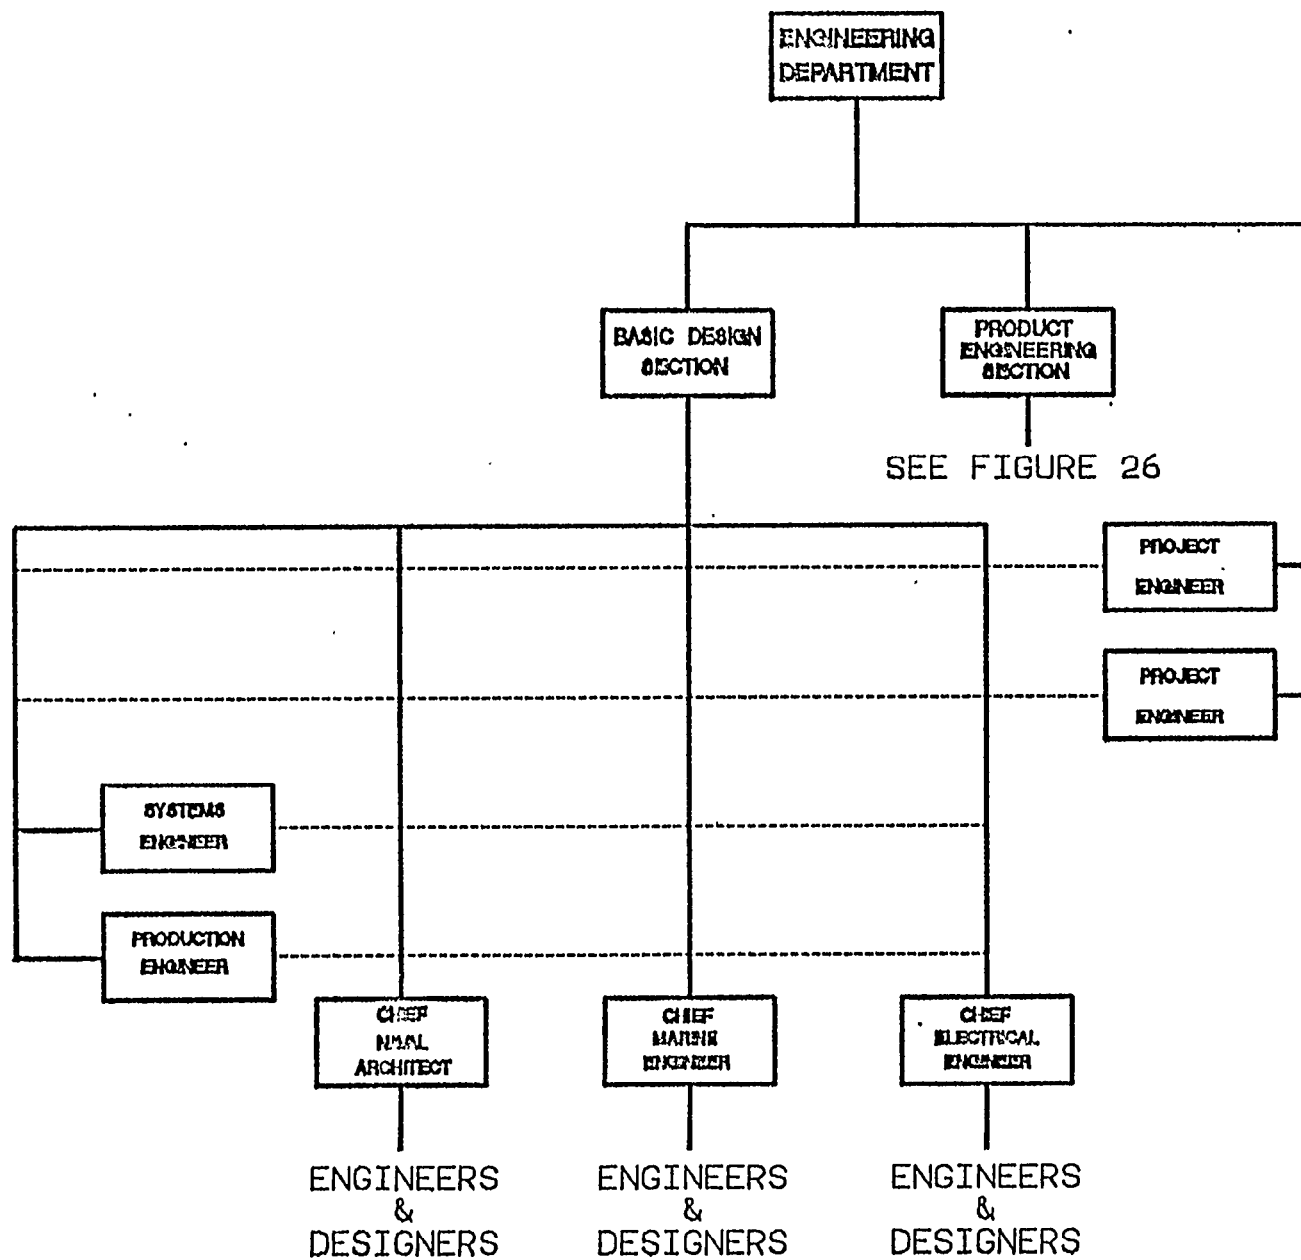 ENGINEERING
DEPARTMENT
BASIC DESIGN
SECTION
PRODUCT
ENGINEERING
SECTION
SEE FIGURE 26
PROJECT
ENGINEER
PROJECT
ENGINEER
SYSTEMS
ENGINEER
PRODUCTION
ENGINEER
CHIEF
NAVAL
ARCHITECT
CHIEF
MARINE
ENGINEER
CHIEF
ELECTRICAL
ENGINEER
ENGINEERS
&
DESIGNERS
ENGINEERS
&
DESIGNERS
ENGINEERS
&
DESIGNERS